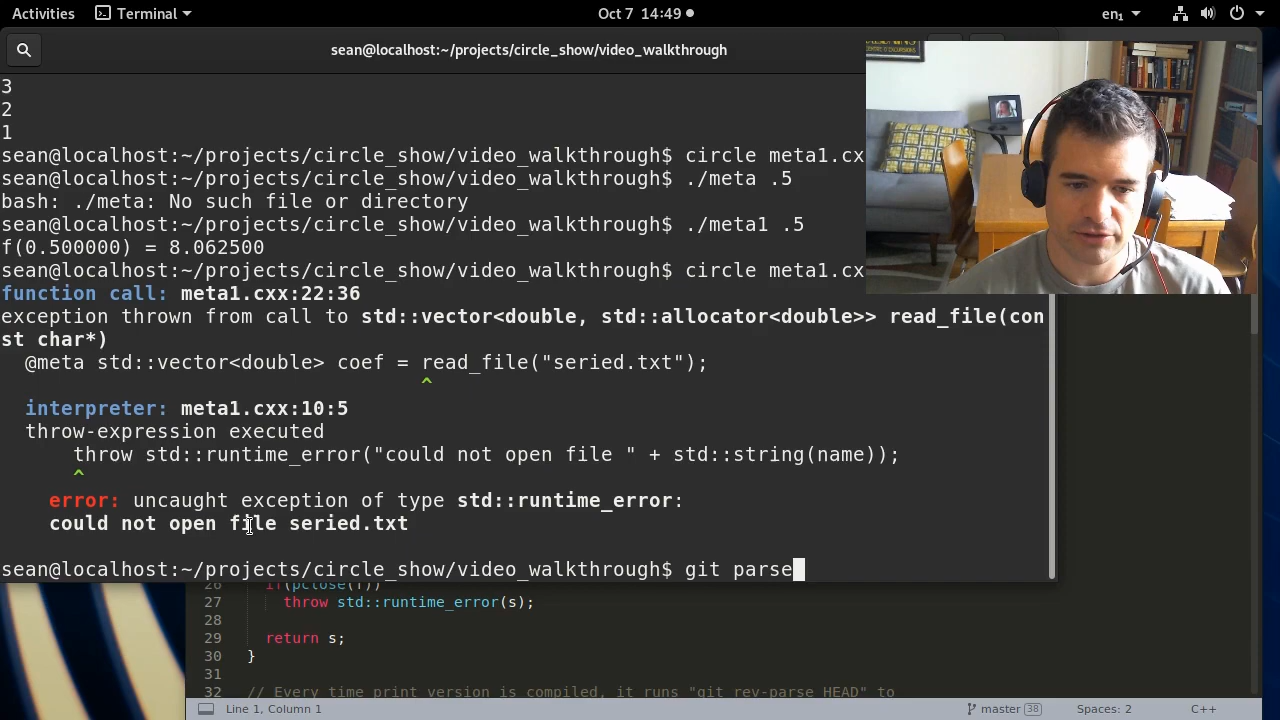 Activities Terminal Oct 7 14:49 en₁
sean@localhost:~/projects/circle_show/video_walkthrough
3
2
1
sean@localhost:~/projects/circle_show/video_walkthrough$ circle meta1.cx
sean@localhost:~/projects/circle_show/video_walkthrough$ ./meta .5
bash: ./meta: No such file or directory
sean@localhost:~/projects/circle_show/video_walkthrough$ ./meta1 .5
f(0.500000) = 8.062500
sean@localhost:~/projects/circle_show/video_walkthrough$ circle meta1.cx
function call: meta1.cxx:22:36
exception thrown from call to std::vector<double, std::allocator<double>> read_file(con
st char*)
@meta std::vector<double> coef = read_file("seried.txt");
^
interpreter: meta1.cxx:10:5
throw-expression executed
throw std::runtime_error("could not open file " + std::string(name));
^
error: uncaught exception of type std::runtime_error:
could not open file seried.txt
sean@localhost:~/projects/circle_show/video_walkthrough$ git parse
26 if(pclose(f))
27 throw std::runtime_error(s);
28
29 return s;
30 }
31
32 // Every time print version is compiled, it runs "git rev-parse HEAD" to
Line 1, Column 1 master 38 Spaces: 2 C++